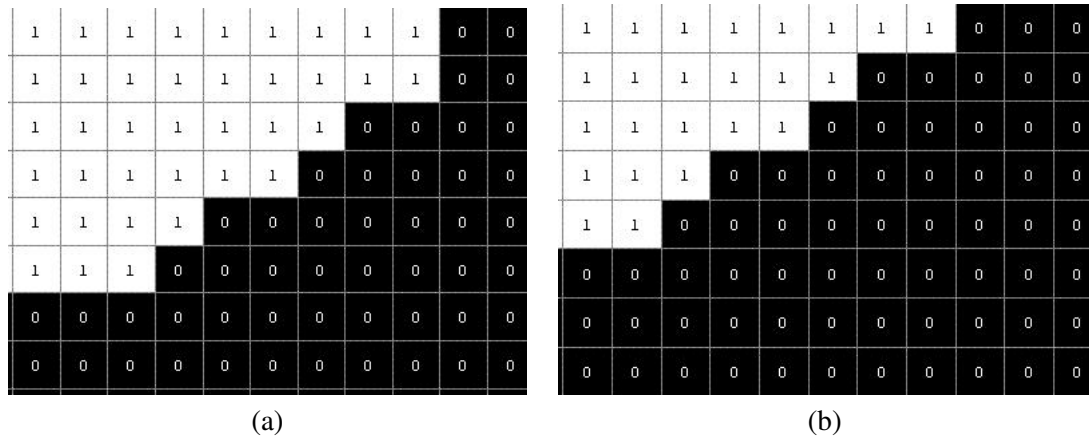 1 1 1 1 1 1 1 1 1 0 0
1 1 1 1 1 1 1 1 1 0 0
1 1 1 1 1 1 1 0 0 0 0
1 1 1 1 1 1 0 0 0 0 0
1 1 1 1 0 0 0 0 0 0 0
1 1 1 0 0 0 0 0 0 0 0
0 0 0 0 0 0 0 0 0 0 0
0 0 0 0 0 0 0 0 0 0 0
(a)
1 1 1 1 1 1 1 1 0 0 0
1 1 1 1 1 1 0 0 0 0 0
1 1 1 1 1 0 0 0 0 0 0
1 1 1 0 0 0 0 0 0 0 0
1 1 0 0 0 0 0 0 0 0 0
0 0 0 0 0 0 0 0 0 0 0
0 0 0 0 0 0 0 0 0 0 0
0 0 0 0 0 0 0 0 0 0 0
(b)